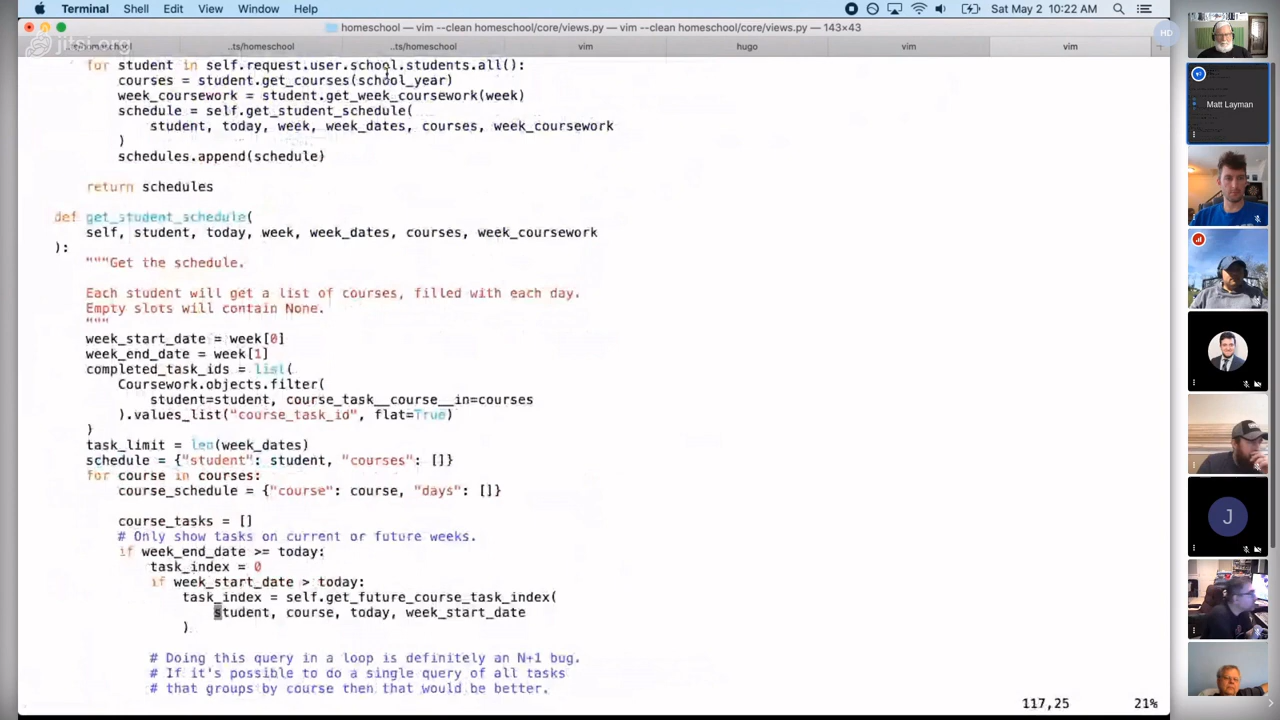 Terminal Shell Edit View Window Help Sat May 2 10:22 AM
homeschool — vim --clean homeschool/core/views.py — vim --clean homeschool/core/views.py — 143×43
jitsi.org ..ts/homeschool ..ts/homeschool vim hugo vim vim
HD
for student in self.request.user.school.students.all():
courses = student.get_courses(school_year)
week_coursework = student.get_week_coursework(week)
schedule = self.get_student_schedule(
student, today, week, week_dates, courses, week_coursework
)
schedules.append(schedule)
return schedules
def get_student_schedule(
self, student, today, week, week_dates, courses, week_coursework
):
"""Get the schedule.
Each student will get a list of courses, filled with each day.
Empty slots will contain None.
"""
week_start_date = week[0]
week_end_date = week[1]
completed_task_ids = list(
Coursework.objects.filter(
student=student, course_task__course__in=courses
).values_list("course_task_id", flat=True)
)
task_limit = len(week_dates)
schedule = {"student": student, "courses": []}
for course in courses:
course_schedule = {"course": course, "days": []}
course_tasks = []
# Only show tasks on current or future weeks.
if week_end_date >= today:
task_index = 0
if week_start_date > today:
task_index = self.get_future_course_task_index(
student, course, today, week_start_date
)
# Doing this query in a loop is definitely an N+1 bug.
# If it's possible to do a single query of all tasks
# that groups by course then that would be better.
117,25 21%
Matt Layman
J